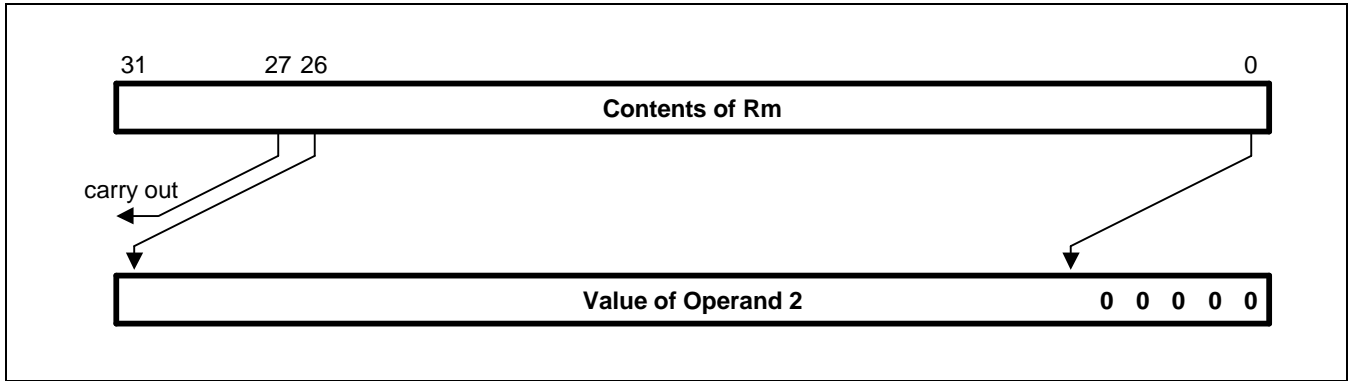 31 27 26 0
Contents of Rm
carry out
Value of Operand 2 0 0 0 0 0